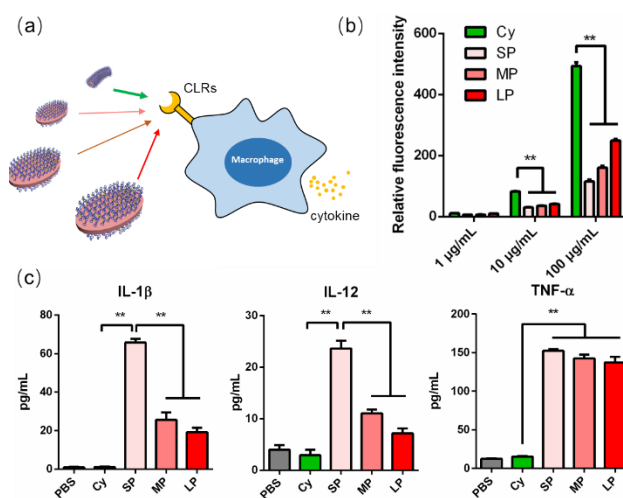 (a)
CLRs
Macrophage
cytokine
(b)
Relative fluorescence intensity
600
400
200
0
Cy
SP
MP
LP
**
**
1 μg/mL
10 μg/mL
100 μg/mL
(c)
IL-1β
pg/mL
80
60
40
20
0
**
**
PBS
Cy
SP
MP
LP
IL-12
pg/mL
30
20
10
0
**
**
PBS
Cy
SP
MP
LP
TNF-α
pg/mL
200
150
100
50
0
**
PBS
Cy
SP
MP
LP